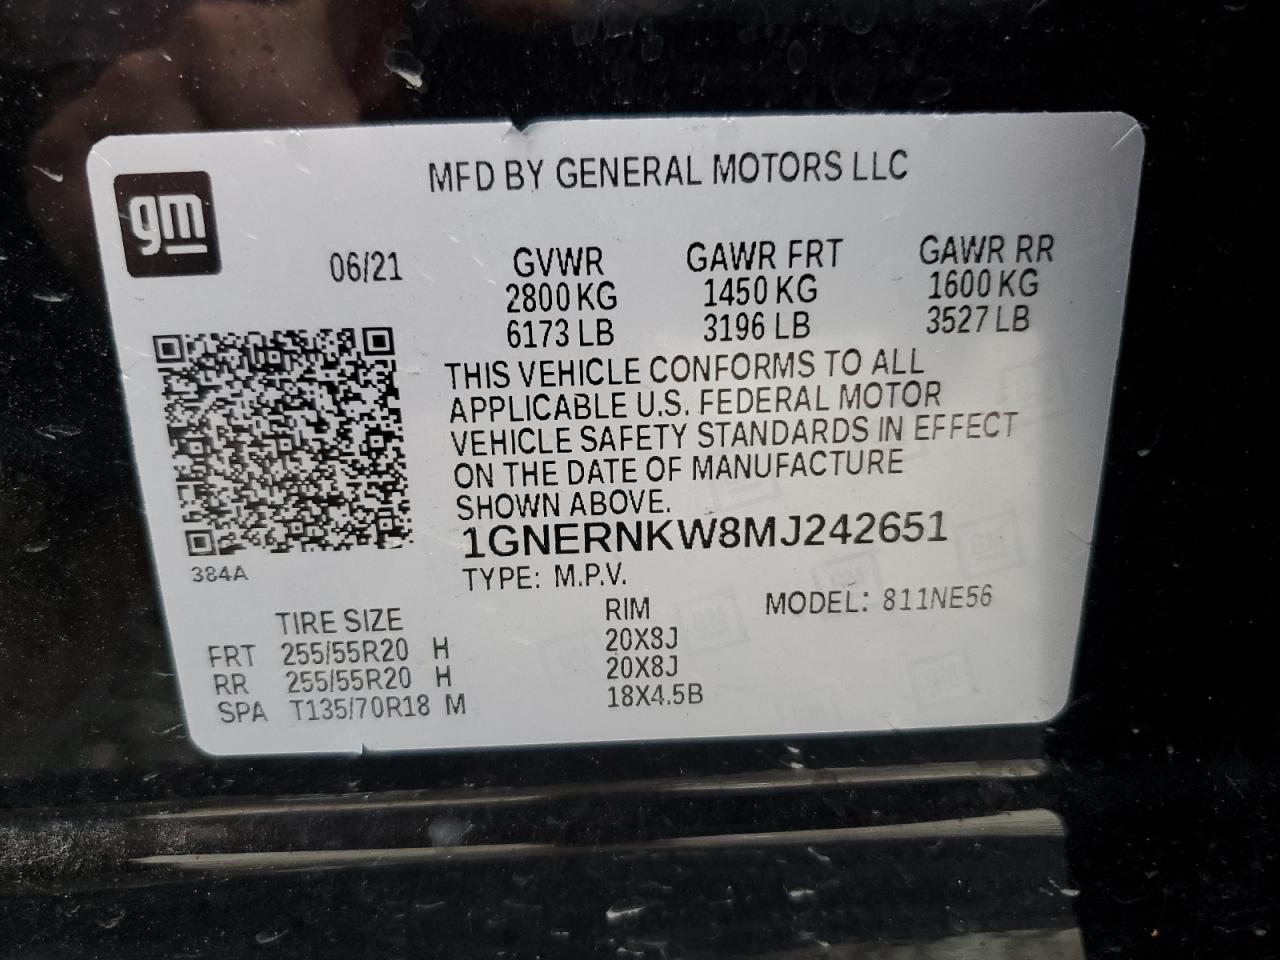 MFD BY GENERAL MOTORS LLC
gm
06/21
GVWR GAWR FRT GAWR RR
2800 KG 1450 KG 1600 KG
6173 LB 3196 LB 3527 LB
THIS VEHICLE CONFORMS TO ALL
APPLICABLE U.S. FEDERAL MOTOR
VEHICLE SAFETY STANDARDS IN EFFECT
ON THE DATE OF MANUFACTURE
SHOWN ABOVE.
1GNERNKW8MJ242651
384A
TYPE: M.P.V.
TIRE SIZE RIM MODEL: 811NE56
FRT 255/55R20 H 20X8J
RR 255/55R20 H 20X8J
SPA T135/70R18 M 18X4.5B